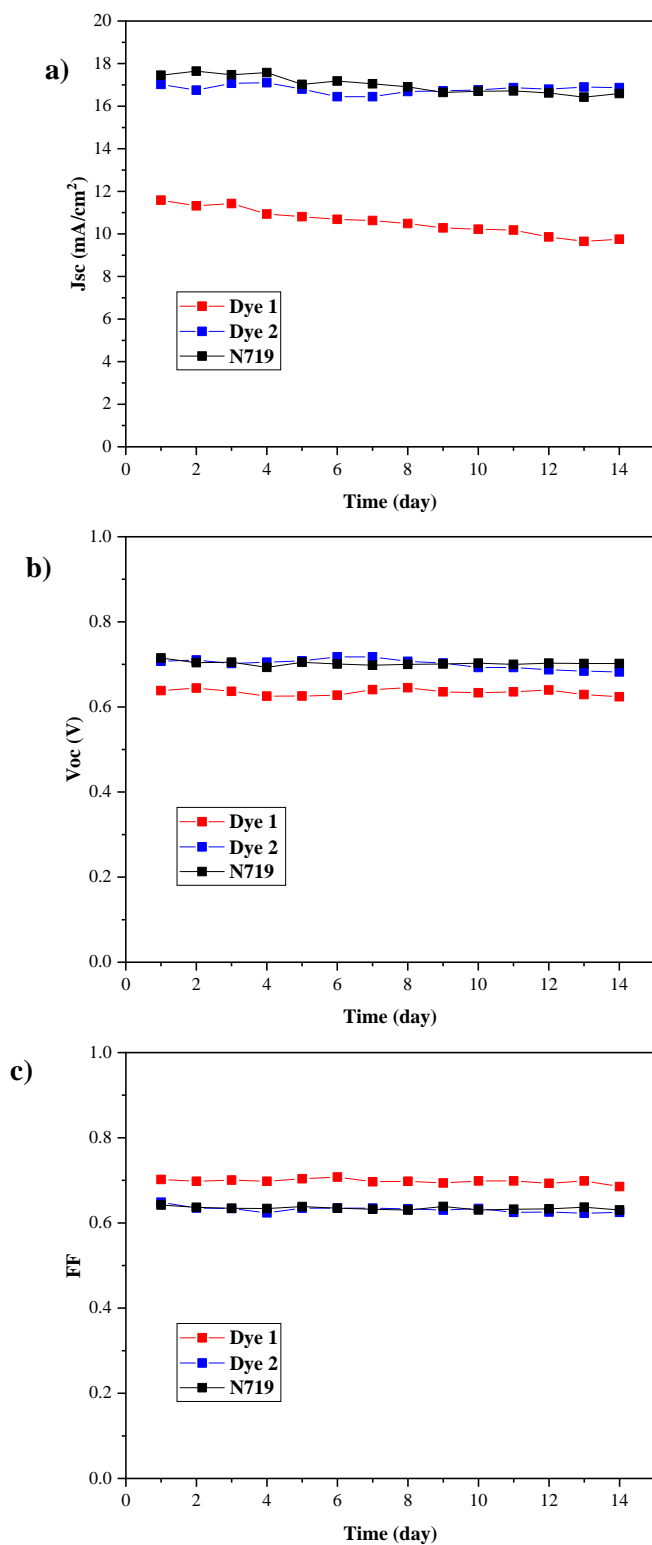 a)
20
18
16
14
12
10
8
6
4
2
0
Jsc (mA/cm²)
Dye 1
Dye 2
N719
0 2 4 6 8 10 12 14
Time (day)
b)
1.0
0.8
0.6
0.4
0.2
0.0
Voc (V)
Dye 1
Dye 2
N719
0 2 4 6 8 10 12 14
Time (day)
c)
1.0
0.8
0.6
0.4
0.2
0.0
FF
Dye 1
Dye 2
N719
0 2 4 6 8 10 12 14
Time (day)